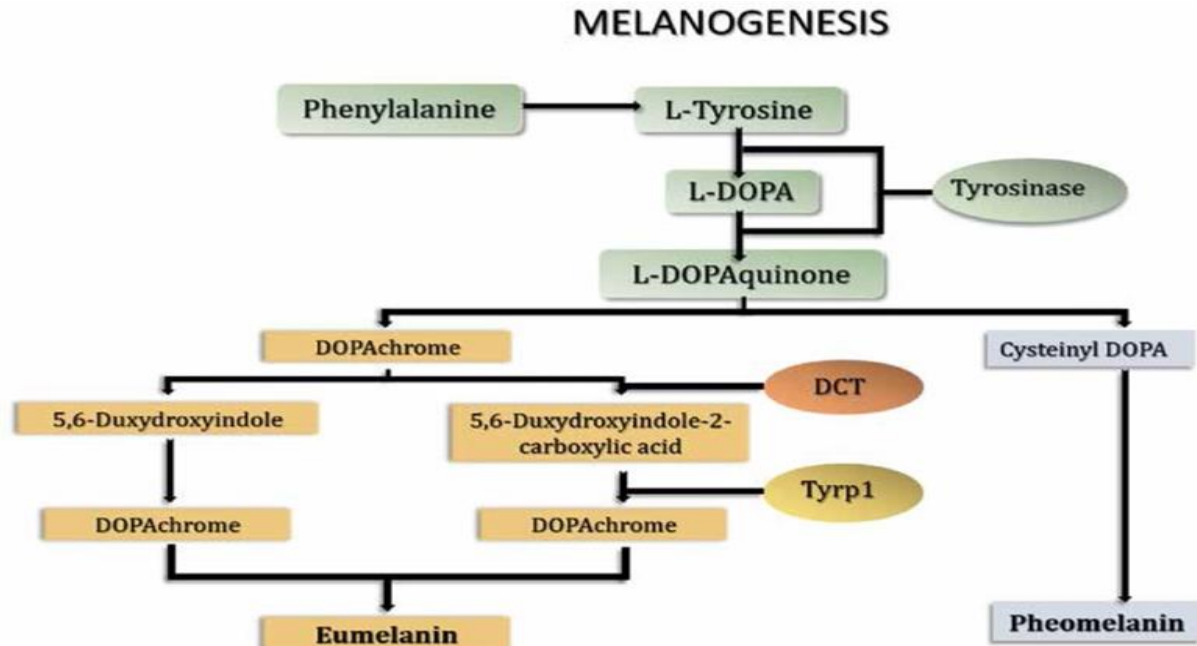 MELANOGENESIS
Phenylalanine
L-Tyrosine
L-DOPA
Tyrosinase
L-DOPAquinone
DOPAchrome
Cysteinyl DOPA
DCT
5,6-Duxydroxyindole
5,6-Duxydroxyindole-2-
carboxylic acid
Tyrp1
DOPAchrome
DOPAchrome
Eumelanin
Pheomelanin